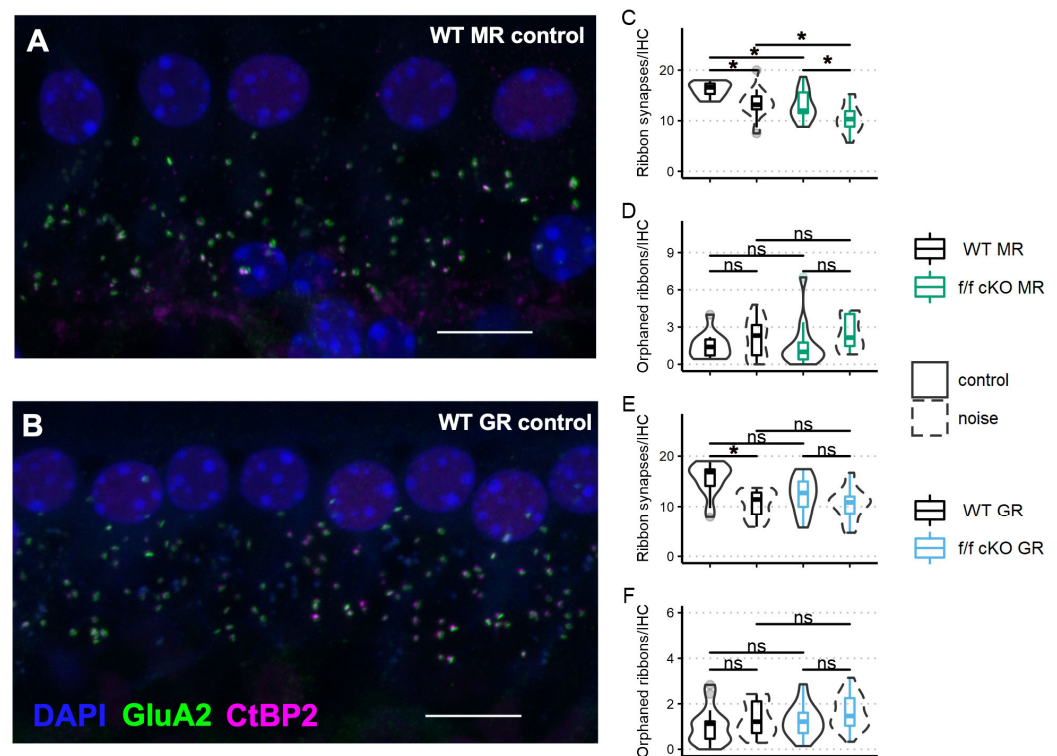 A
WT MR control
B
WT GR control
DAPI GluA2 CtBP2
C
Ribbon synapses/IHC
20
10
0
*
*
*
*
D
Orphaned ribbons/IHC
9
6
3
0
ns
ns
ns
ns
WT MR
f/f cKO MR
control
noise
E
Ribbon synapses/IHC
20
10
0
ns
ns
*
ns
WT GR
f/f cKO GR
F
Orphaned ribbons/IHC
6
4
2
0
ns
ns
ns
ns